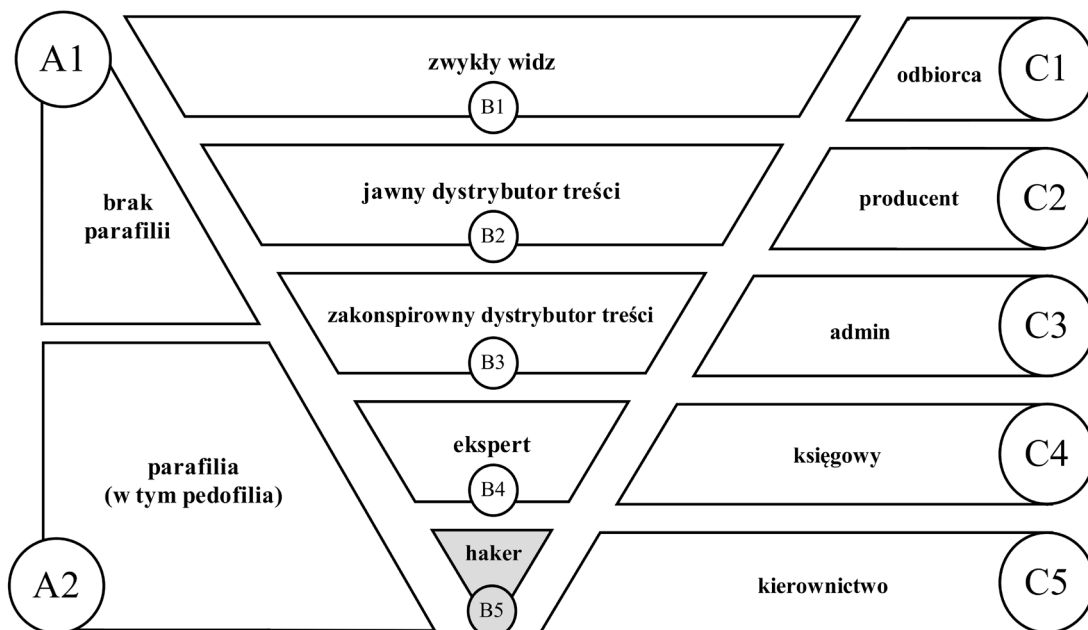 A1
brak
parafilii
parafilia
(w tym pedofilia)
A2
zwykły widz
B1
jawny dystrybutor treści
B2
zakonspirowny dystrybutor treści
B3
ekspert
B4
haker
B5
odbiorca
C1
producent
C2
admin
C3
księgowy
C4
kierownictwo
C5